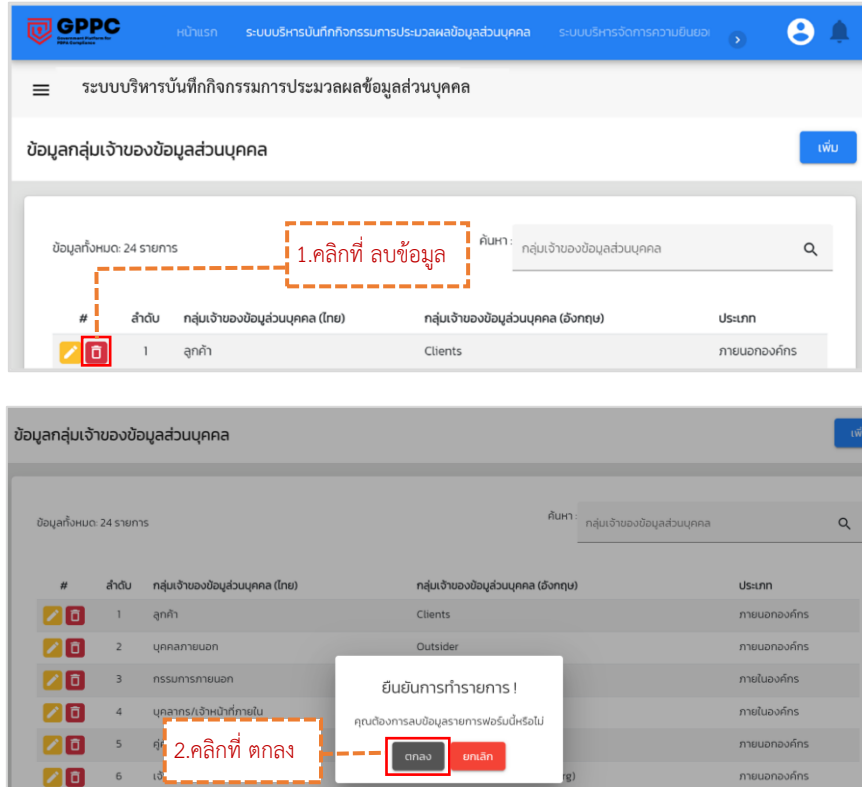 GPPC
Government Platform for
PDPA Compliance
หน้าแรก ระบบบริหารบันทึกกิจกรรมการประมวลผลข้อมูลส่วนบุคคล ระบบบริหารจัดการความยินยอ
ระบบบริหารบันทึกกิจกรรมการประมวลผลข้อมูลส่วนบุคคล
ข้อมูลกลุ่มเจ้าของข้อมูลส่วนบุคคล เพิ่ม
ข้อมูลทั้งหมด: 24 รายการ 1.คลิกที่ ลบข้อมูล ค้นหา : กลุ่มเจ้าของข้อมูลส่วนบุคคล
# ลำดับ กลุ่มเจ้าของข้อมูลส่วนบุคคล (ไทย) กลุ่มเจ้าของข้อมูลส่วนบุคคล (อังกฤษ) ประเภท
1 ลูกค้า Clients ภายนอกองค์กร
ข้อมูลกลุ่มเจ้าของข้อมูลส่วนบุคคล
ข้อมูลทั้งหมด: 24 รายการ ค้นหา : กลุ่มเจ้าของข้อมูลส่วนบุคคล
# ลำดับ กลุ่มเจ้าของข้อมูลส่วนบุคคล (ไทย) กลุ่มเจ้าของข้อมูลส่วนบุคคล (อังกฤษ) ประเภท
1 ลูกค้า Clients ภายนอกองค์กร
2 บุคคลภายนอก Outsider ภายนอกองค์กร
3 กรรมการภายนอก ภายในองค์กร
ยืนยันการทำรายการ !
4 บุคลากร/เจ้าหน้าที่ภายใน ภายในองค์กร
คุณต้องการลบข้อมูลรายการฟอร์มนี้หรือไม่
5 2.คลิกที่ ตกลง ตกลง ยกเลิก ภายนอกองค์กร
6 rg) ภายนอกองค์กร